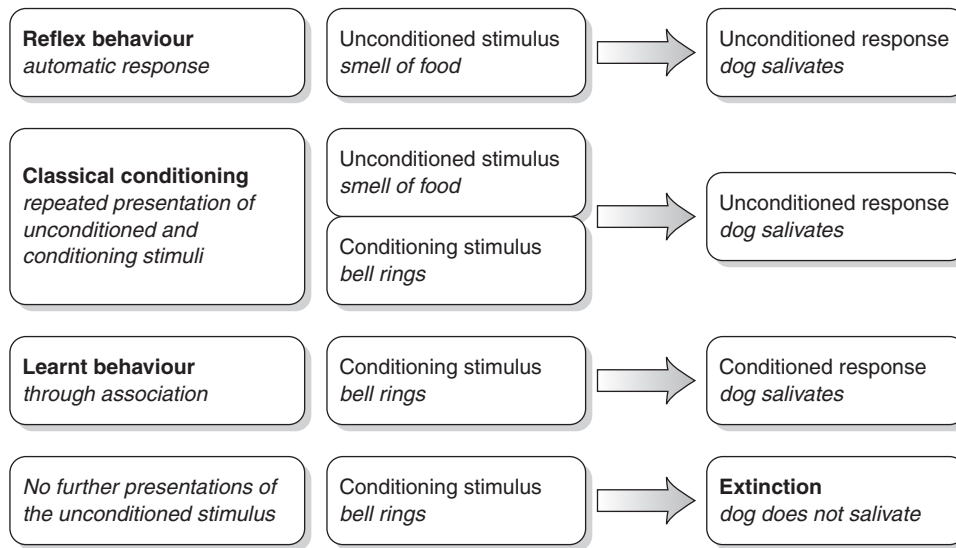 Reflex behaviour
automatic response
Unconditioned stimulus
smell of food
Unconditioned response
dog salivates
Classical conditioning
repeated presentation of
unconditioned and
conditioning stimuli
Unconditioned stimulus
smell of food
Conditioning stimulus
bell rings
Unconditioned response
dog salivates
Learnt behaviour
through association
Conditioning stimulus
bell rings
Conditioned response
dog salivates
No further presentations of
the unconditioned stimulus
Conditioning stimulus
bell rings
Extinction
dog does not salivate